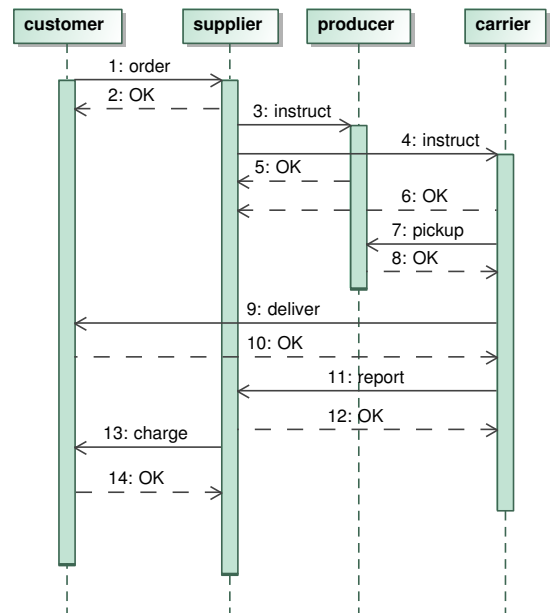 customer supplier producer carrier
1: order
2: OK
3: instruct
4: instruct
5: OK
6: OK
7: pickup
8: OK
9: deliver
10: OK
11: report
12: OK
13: charge
14: OK